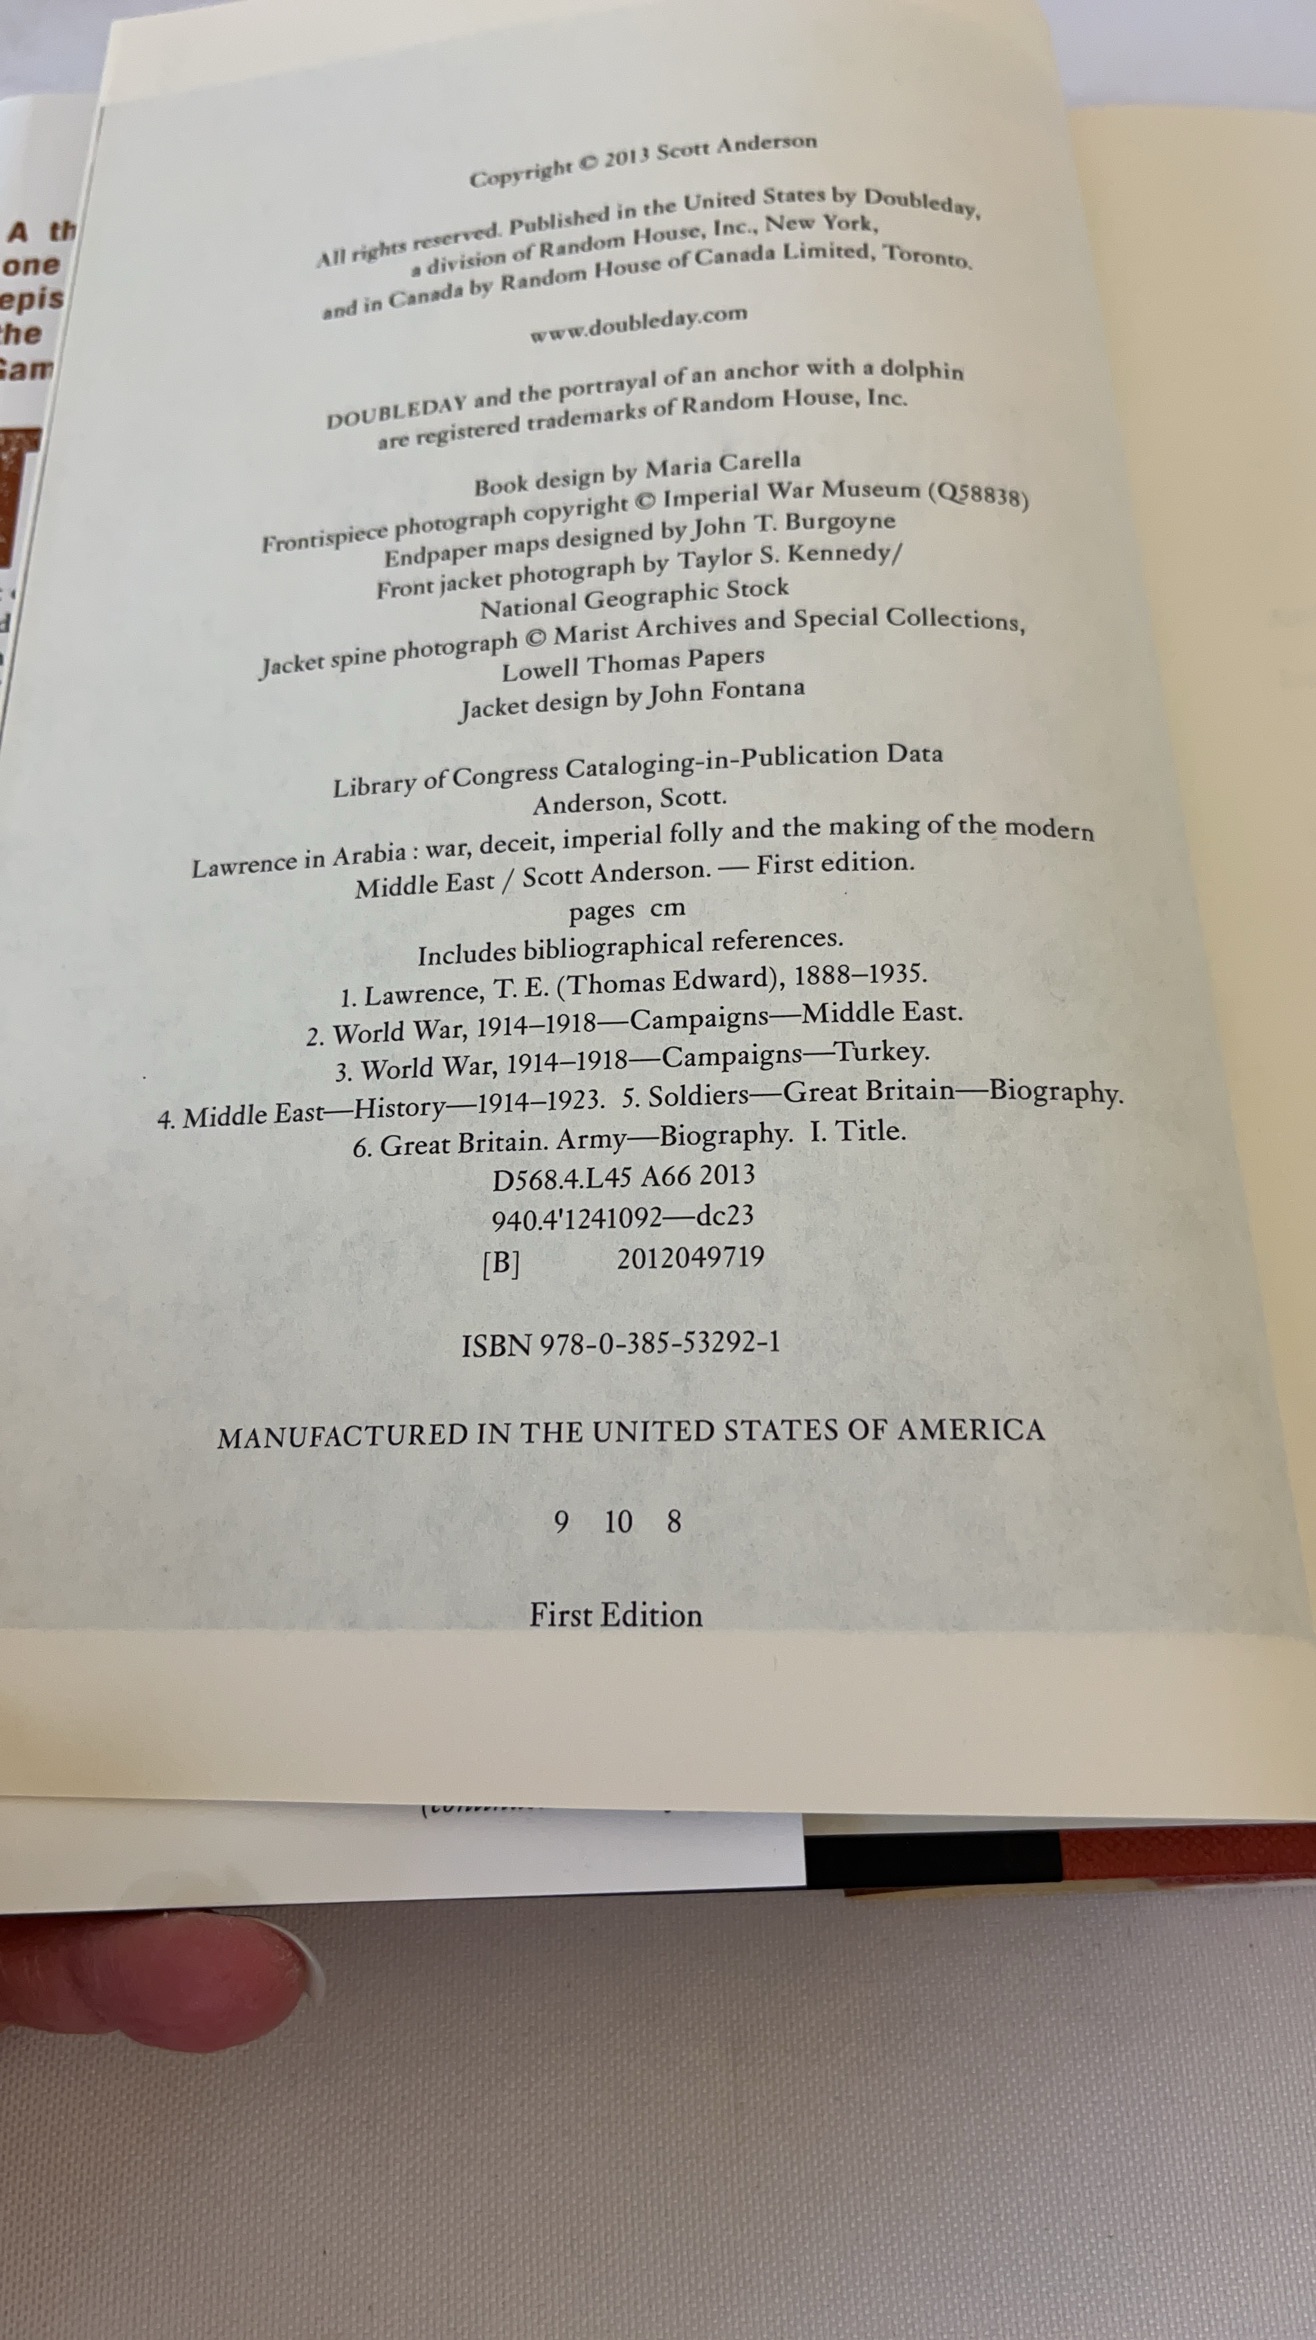 A th
one
epis
the
Gam
Copyright © 2013 Scott Anderson
All rights reserved. Published in the United States by Doubleday,
a division of Random House, Inc., New York,
and in Canada by Random House of Canada Limited, Toronto.
www.doubleday.com
DOUBLEDAY and the portrayal of an anchor with a dolphin
are registered trademarks of Random House, Inc.
Book design by Maria Carella
Frontispiece photograph copyright © Imperial War Museum (Q58838)
Endpaper maps designed by John T. Burgoyne
Front jacket photograph by Taylor S. Kennedy/
National Geographic Stock
Jacket spine photograph © Marist Archives and Special Collections,
Lowell Thomas Papers
Jacket design by John Fontana
Library of Congress Cataloging-in-Publication Data
Anderson, Scott.
Lawrence in Arabia : war, deceit, imperial folly and the making of the modern
Middle East / Scott Anderson. — First edition.
pages cm
Includes bibliographical references.
1. Lawrence, T. E. (Thomas Edward), 1888–1935.
2. World War, 1914–1918—Campaigns—Middle East.
3. World War, 1914–1918—Campaigns—Turkey.
4. Middle East—History—1914–1923. 5. Soldiers—Great Britain—Biography.
6. Great Britain. Army—Biography. I. Title.
D568.4.L45 A66 2013
940.4'1241092—dc23
[B] 2012049719
ISBN 978-0-385-53292-1
MANUFACTURED IN THE UNITED STATES OF AMERICA
9 10 8
First Edition